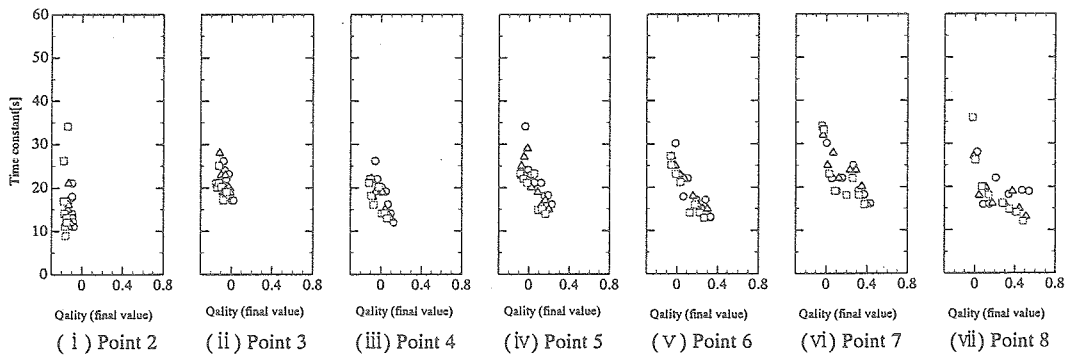 60
50
40
30
20
10
0
Time constant[s]
0 0.4 0.8 0 0.4 0.8 0 0.4 0.8 0 0.4 0.8 0 0.4 0.8 0 0.4 0.8 0 0.4 0.8
Qality (final value) Qality (final value) Qality (final value) Qality (final value) Qality (final value) Qality (final value) Qality (final value)
(i) Point 2 (ii) Point 3 (iii) Point 4 (iv) Point 5 (v) Point 6 (vi) Point 7 (vii) Point 8